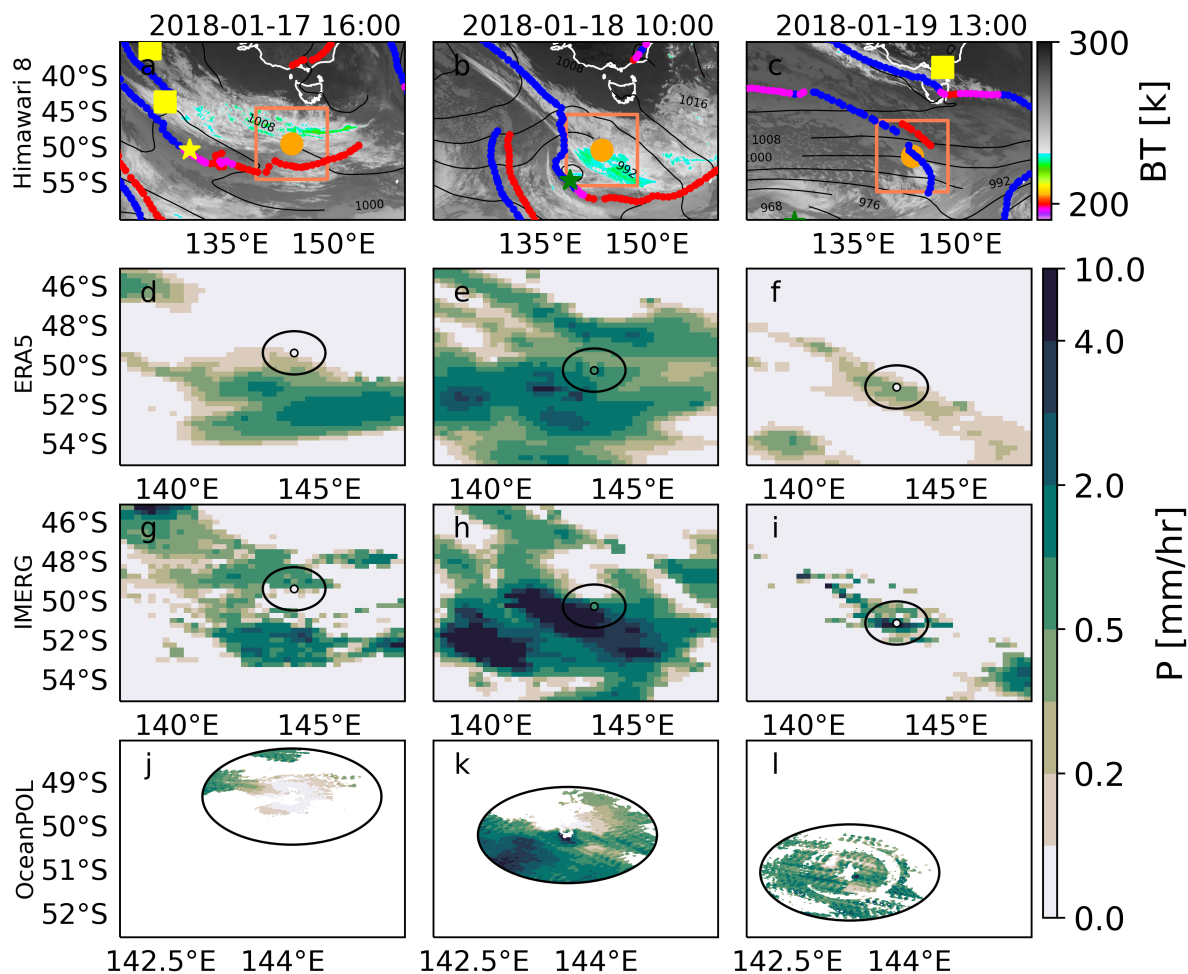 2018-01-17 16:00 2018-01-18 10:00 2018-01-19 13:00
Himawari 8
40°S
45°S
50°S
55°S
a
1008
1000
b
1008
1016
992
c
1008
1000
992
968
976
135°E 150°E 135°E 150°E 135°E 150°E
300
200
BT [k]
ERA5
46°S
48°S
50°S
52°S
54°S
d e f
140°E 145°E 140°E 145°E 140°E 145°E
IMERG
46°S
48°S
50°S
52°S
54°S
g h i
140°E 145°E 140°E 145°E 140°E 145°E
OceanPOL
49°S
50°S
51°S
52°S
j k l
142.5°E 144°E 142.5°E 144°E 142.5°E 144°E
10.0
4.0
2.0
0.5
0.2
0.0
P [mm/hr]